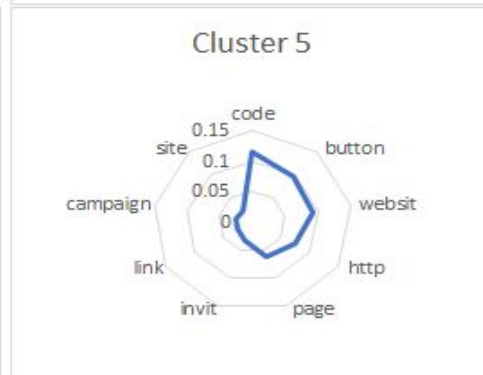 Cluster 5
code
0.15
site
button
0.1
campaign
0.05
websit
0
link
http
invit
page